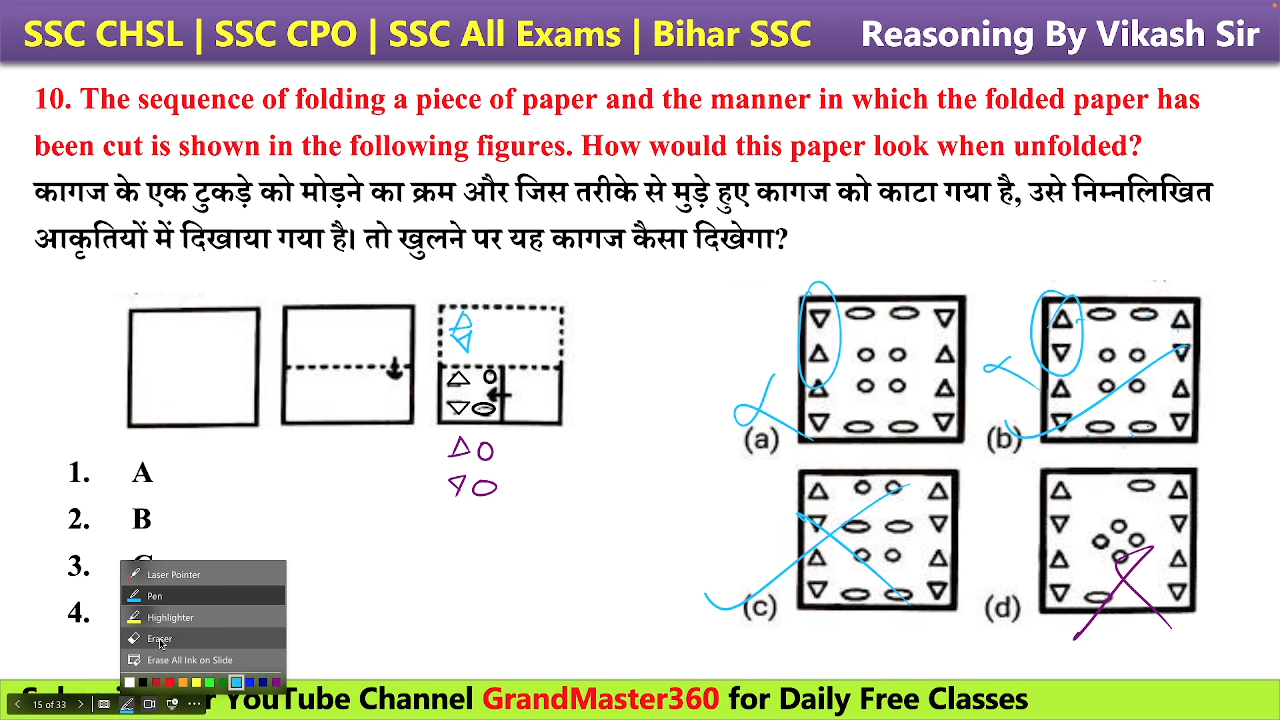 SSC CHSL | SSC CPO | SSC All Exams | Bihar SSC Reasoning By Vikash Sir
10. The sequence of folding a piece of paper and the manner in which the folded paper has
been cut is shown in the following figures. How would this paper look when unfolded?
कागज के एक टुकड़े को मोड़ने का क्रम और जिस तरीके से मुड़े हुए कागज को काटा गया है, उसे निम्नलिखित
आकृतियों में दिखाया गया है। तो खुलने पर यह कागज कैसा दिखेगा?
(a)
(b)
(c)
(d)
1. A
2. B
3.
4.
Laser Pointer
Pen
Highlighter
Eraser
Erase All Ink on Slide
15 of 33
YouTube Channel GrandMaster360 for Daily Free Classes